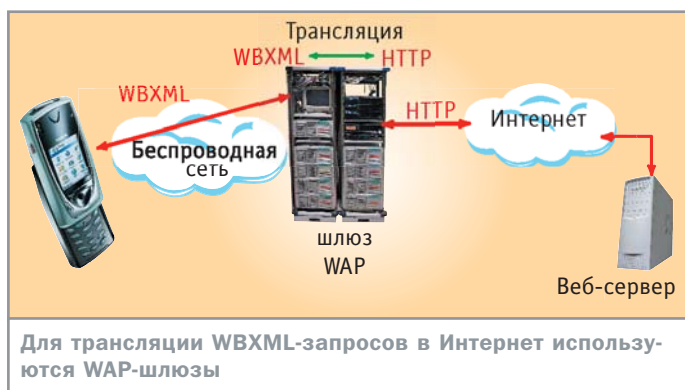 Трансляция
WBXML HTTP
WBXML
HTTP
Интернет
Беспроводная
сеть
шлюз
WAP
Веб-сервер
Для трансляции WBXML-запросов в Интернет использу-
ются WAP-шлюзы